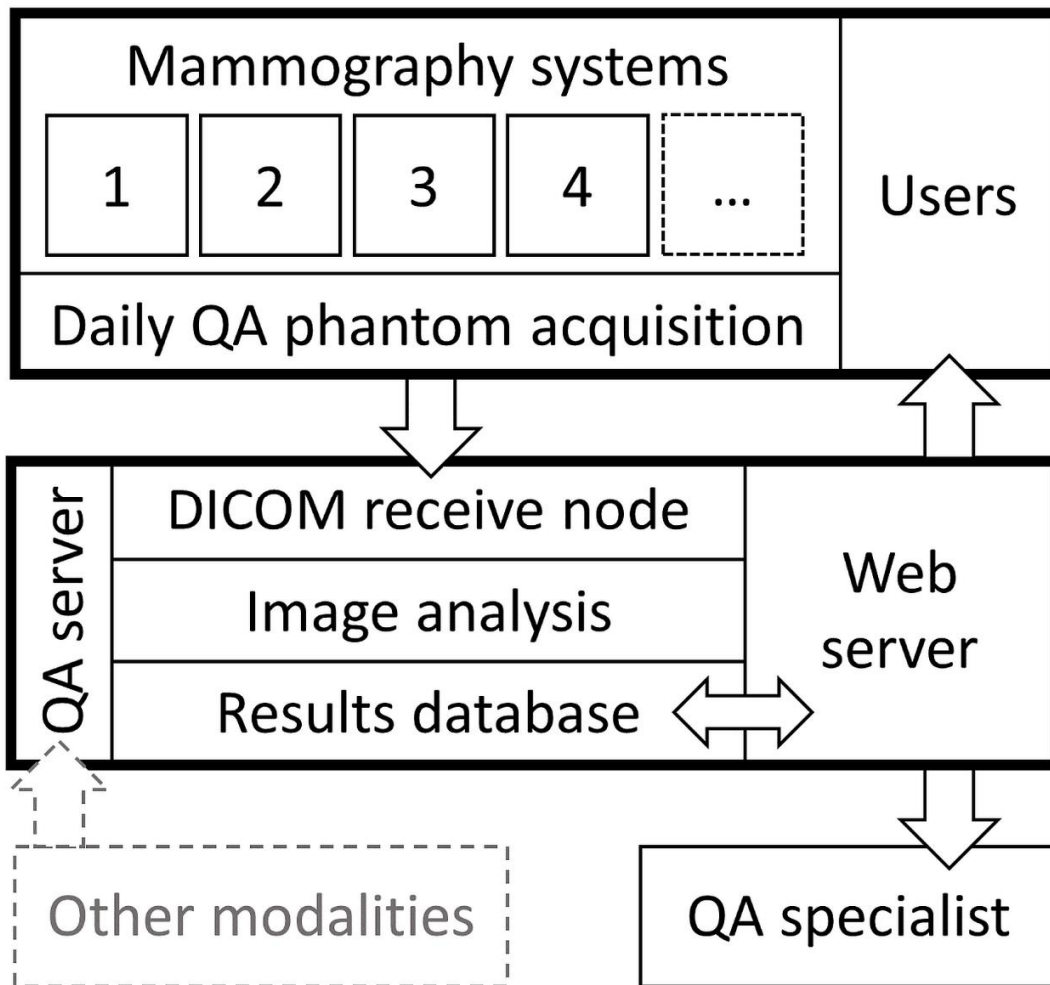 Mammography systems
1
2
3
4
...
Users
Daily QA phantom acquisition
QA server
DICOM receive node
Image analysis
Results database
Web
server
Other modalities
QA specialist